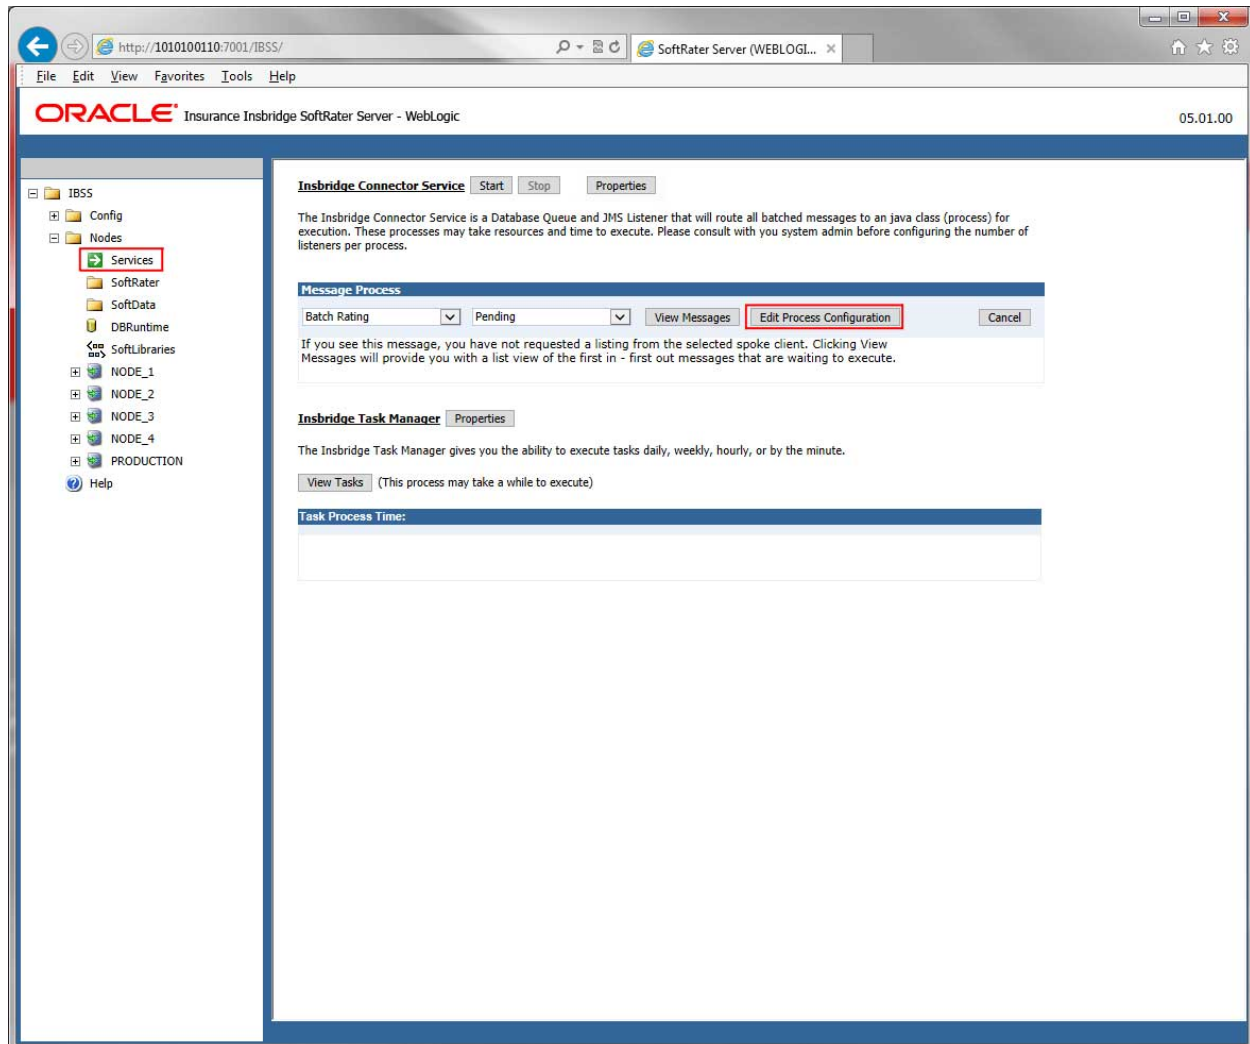 http://1010100110:7001/IBSS/
SoftRater Server (WEBLOGI...
File Edit View Favorites Tools Help
ORACLE Insurance Insbridge SoftRater Server - WebLogic
05.01.00
IBSS
Config
Nodes
Services
SoftRater
SoftData
DBRuntime
SoftLibraries
NODE_1
NODE_2
NODE_3
NODE_4
PRODUCTION
Help
Insbridge Connector Service Start Stop Properties
The Insbridge Connector Service is a Database Queue and JMS Listener that will route all batched messages to an java class (process) for
execution. These processes may take resources and time to execute. Please consult with you system admin before configuring the number of
listeners per process.
Message Process
Batch Rating Pending View Messages Edit Process Configuration Cancel
If you see this message, you have not requested a listing from the selected spoke client. Clicking View
Messages will provide you with a list view of the first in - first out messages that are waiting to execute.
Insbridge Task Manager Properties
The Insbridge Task Manager gives you the ability to execute tasks daily, weekly, hourly, or by the minute.
View Tasks (This process may take a while to execute)
Task Process Time: